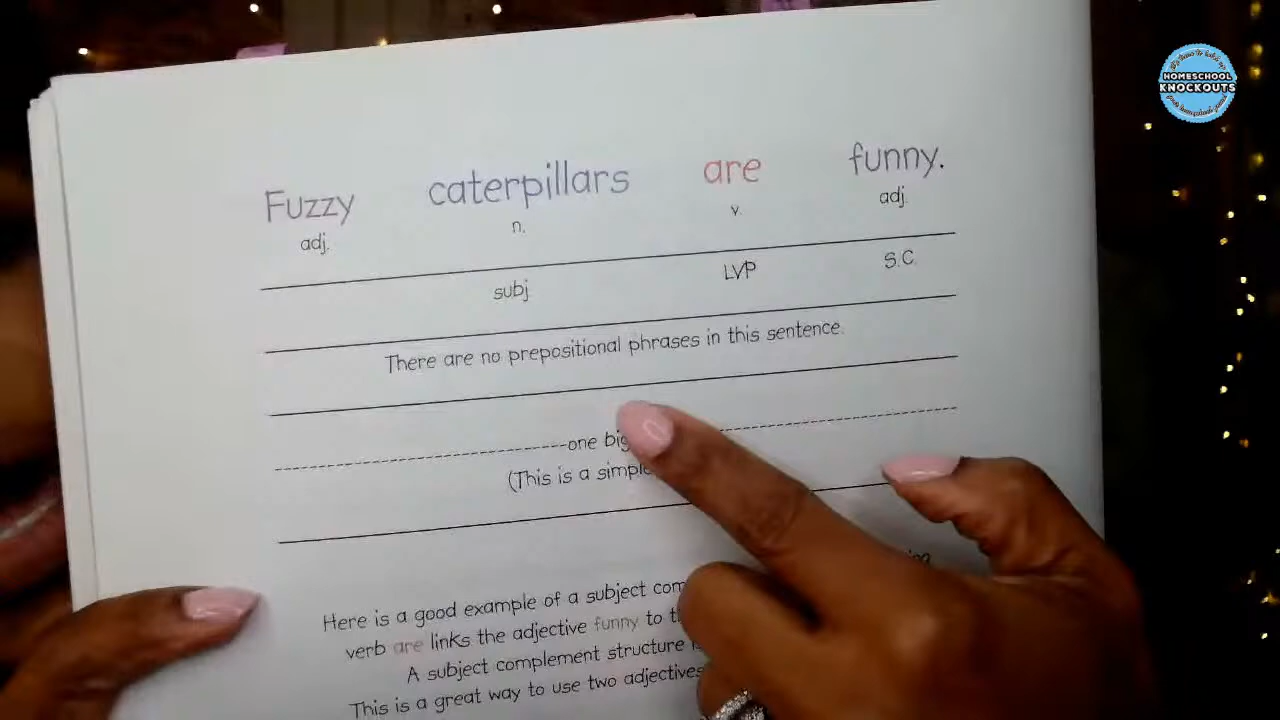 Fuzzy caterpillars are funny.
adj. n. v. adj.
subj. LVP S.C.
There are no prepositional phrases in this sentence.
one big
(This is a simple
Here is a good example of a subject
verb are links the adjective funny to
A subject complement structure
This is a great way to use two adjectives
HOMESCHOOL
KNOCKOUTS